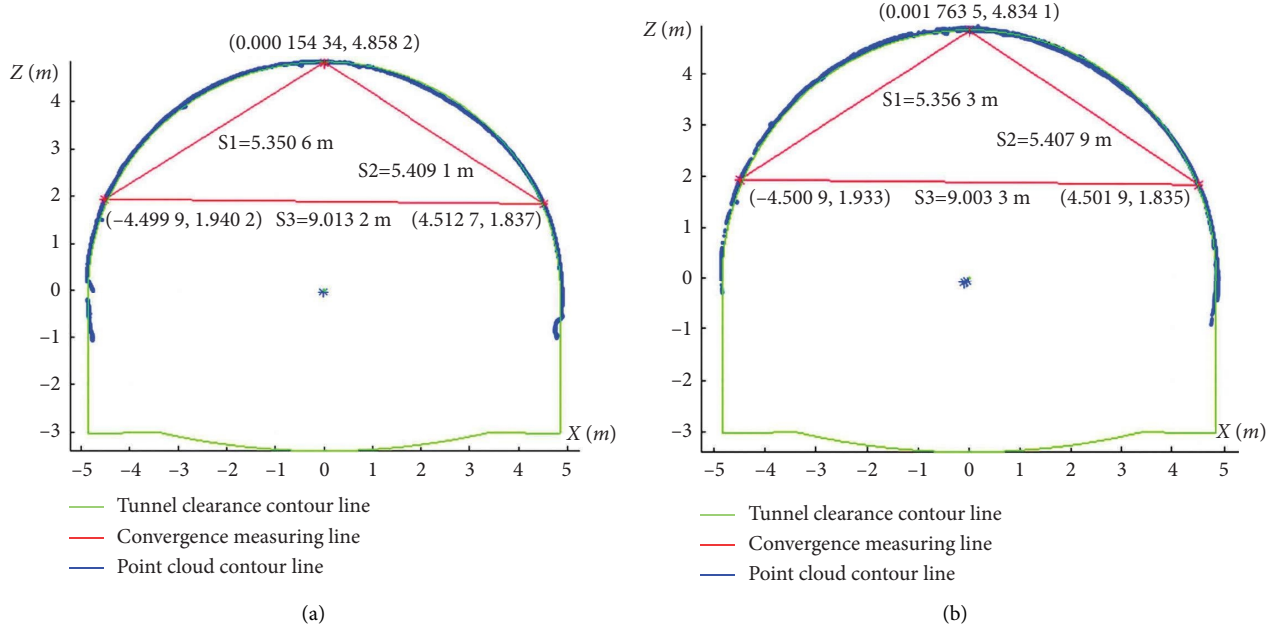 (0.000 154 34, 4.858 2)
Z (m)
4
3
2
1
0
–1
–2
–3
S1=5.350 6 m
S2=5.409 1 m
(–4.499 9, 1.940 2) S3=9.013 2 m (4.512 7, 1.837)
X (m)
–5 –4 –3 –2 –1 0 1 2 3 4 5
Tunnel clearance contour line
Convergence measuring line
Point cloud contour line
(a)
(0.001 763 5, 4.834 1)
Z (m)
4
3
2
1
0
–1
–2
–3
S1=5.356 3 m
S2=5.407 9 m
(–4.500 9, 1.933) S3=9.003 3 m (4.501 9, 1.835)
X (m)
–5 –4 –3 –2 –1 0 1 2 3 4 5
Tunnel clearance contour line
Convergence measuring line
Point cloud contour line
(b)